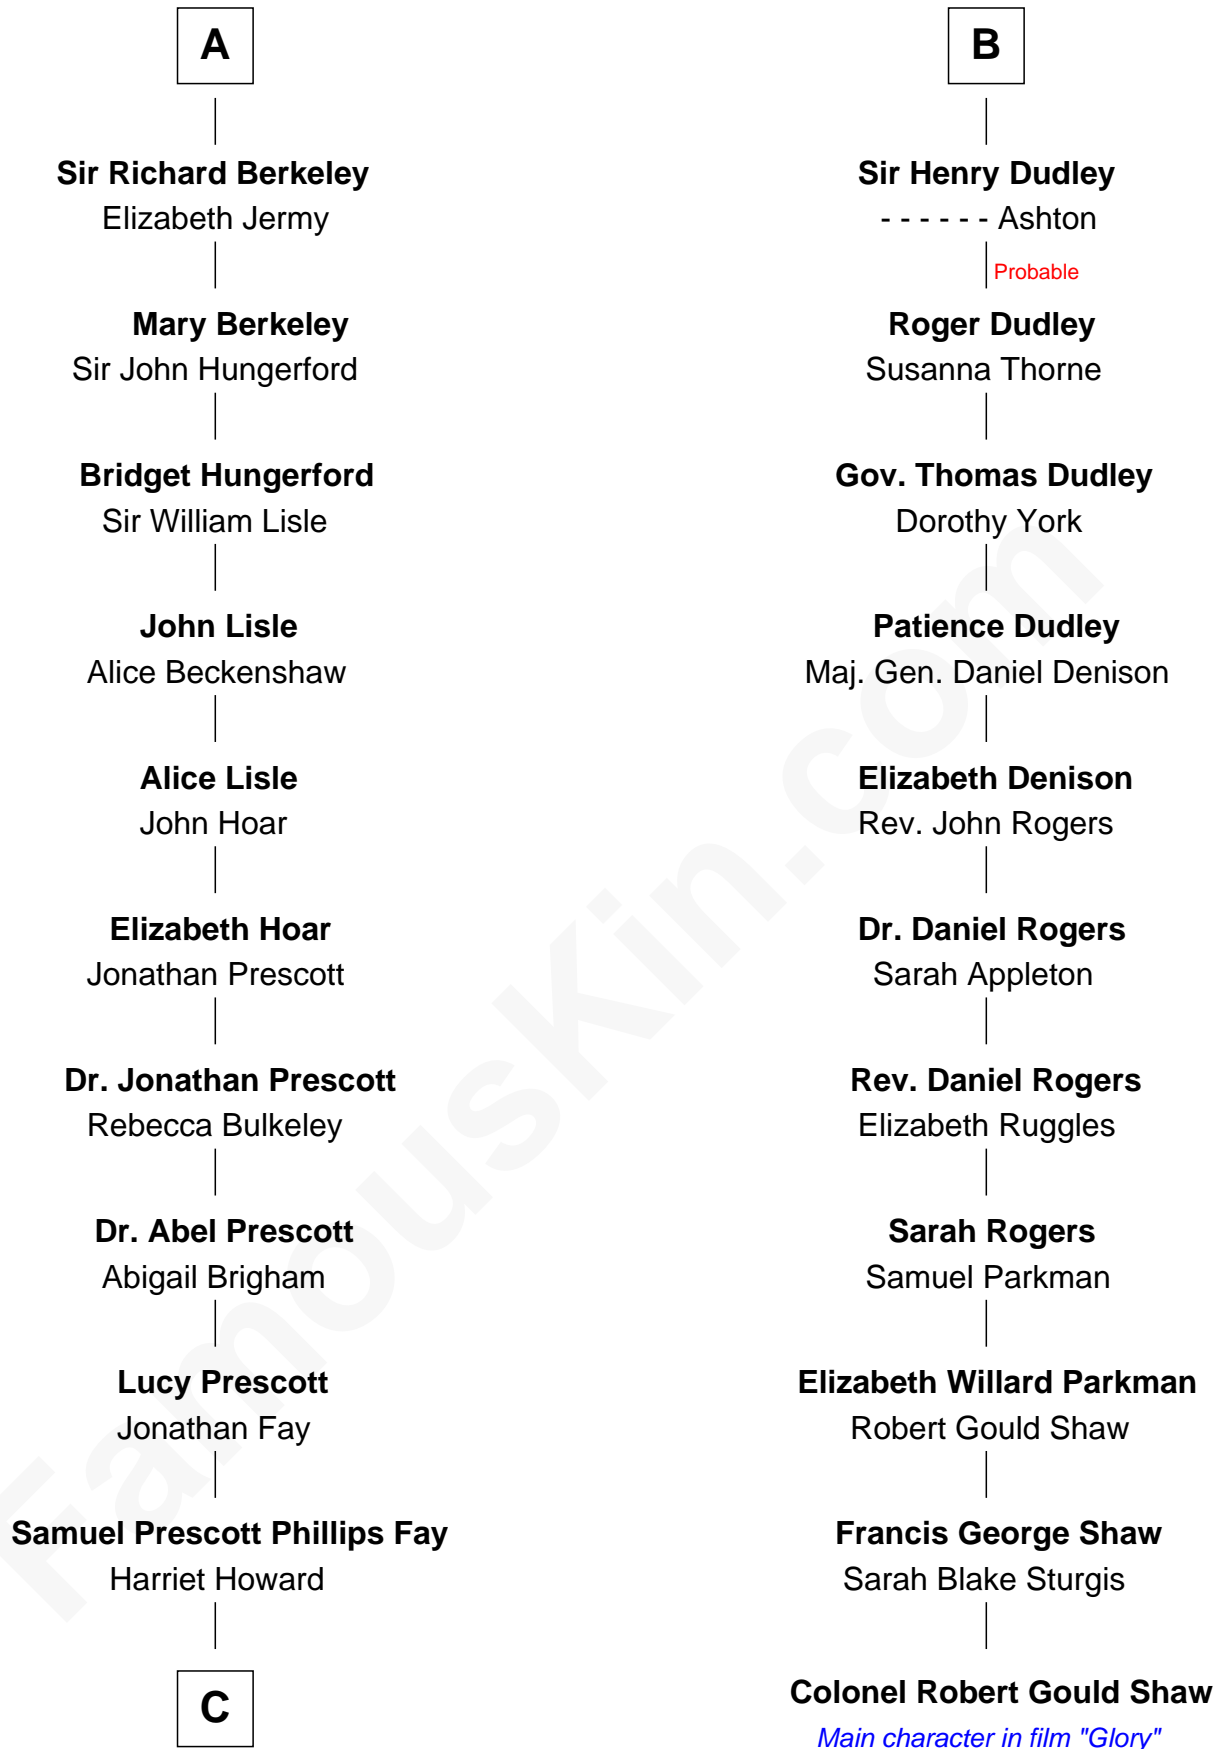 A
Sir Richard Berkeley
Elizabeth Jermy
Mary Berkeley
Sir John Hungerford
Bridget Hungerford
Sir William Lisle
John Lisle
Alice Beckenshaw
Alice Lisle
John Hoar
Elizabeth Hoar
Jonathan Prescott
Dr. Jonathan Prescott
Rebecca Bulkeley
Dr. Abel Prescott
Abigail Brigham
Lucy Prescott
Jonathan Fay
Samuel Prescott Phillips Fay
Harriet Howard
C
B
Sir Henry Dudley
- - - - - - Ashton
Probable
Roger Dudley
Susanna Thorne
Gov. Thomas Dudley
Dorothy York
Patience Dudley
Maj. Gen. Daniel Denison
Elizabeth Denison
Rev. John Rogers
Dr. Daniel Rogers
Sarah Appleton
Rev. Daniel Rogers
Elizabeth Ruggles
Sarah Rogers
Samuel Parkman
Elizabeth Willard Parkman
Robert Gould Shaw
Francis George Shaw
Sarah Blake Sturgis
Colonel Robert Gould Shaw
Main character in film "Glory"
FamousKin.com